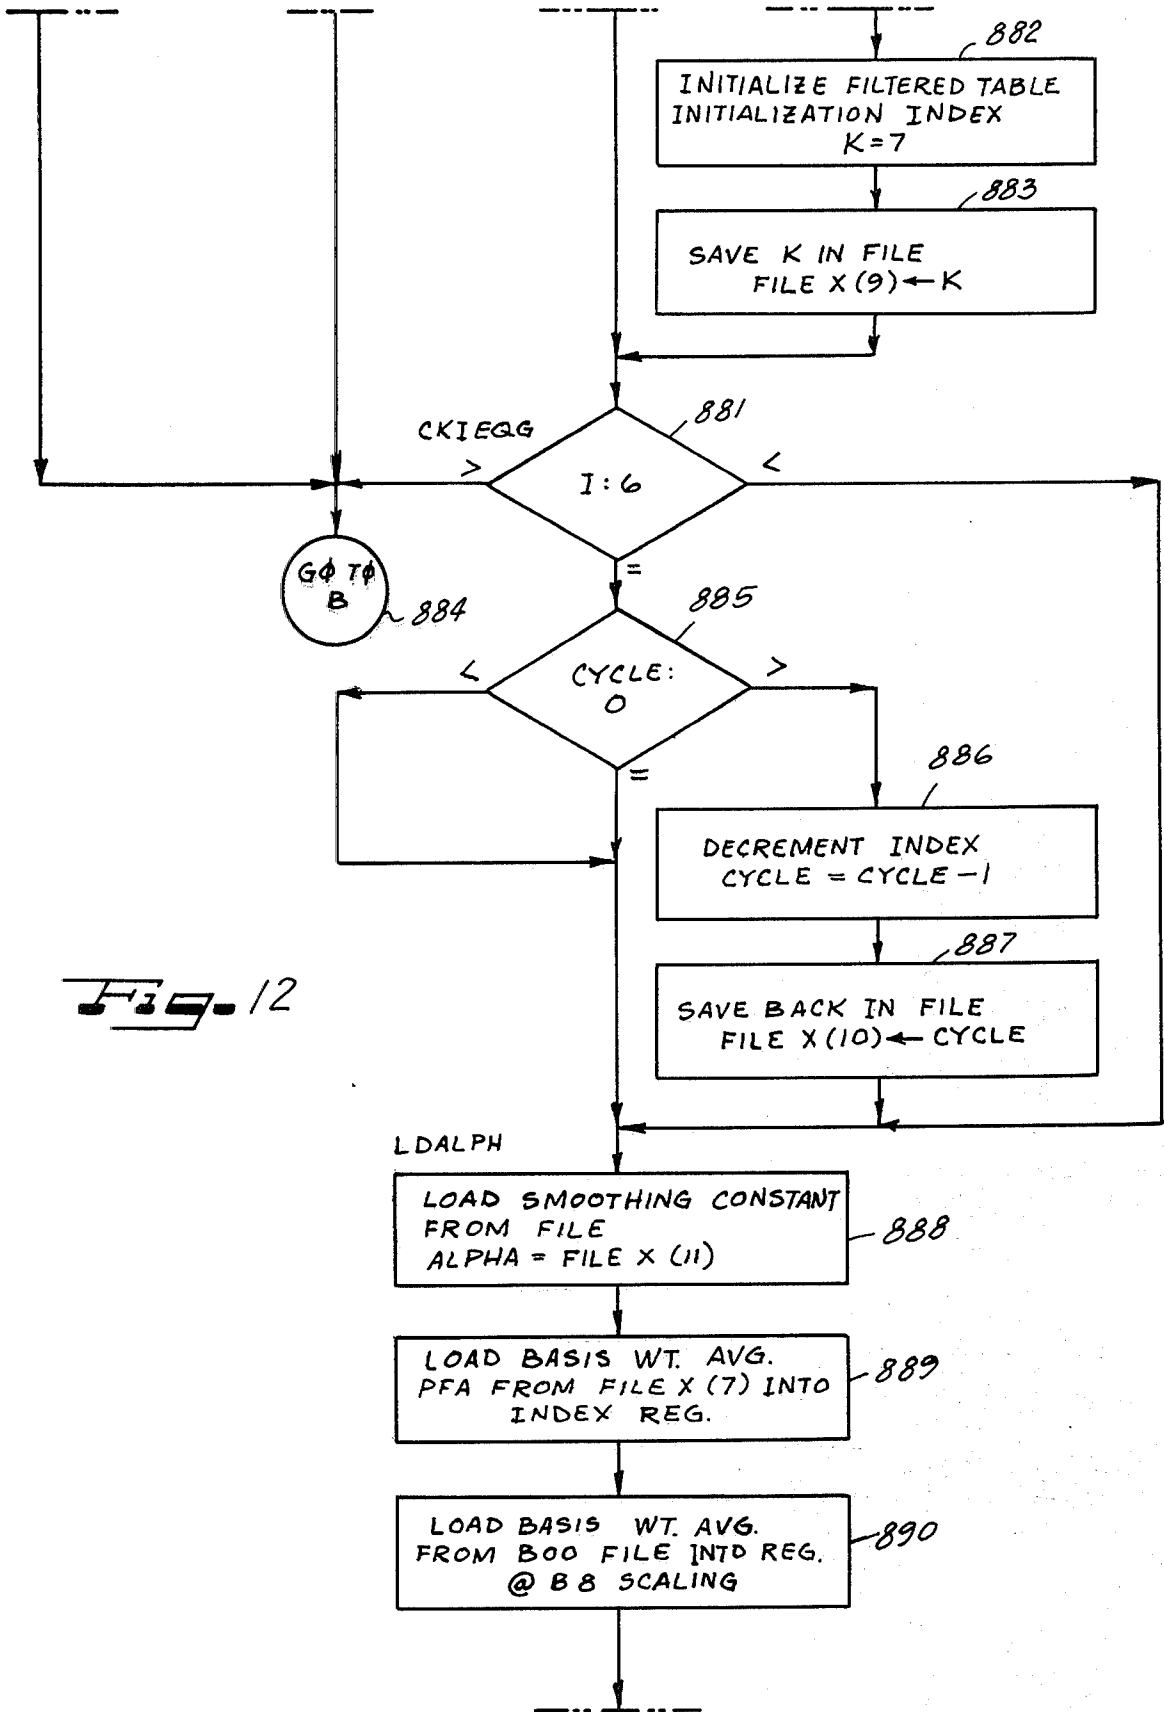 882
INITIALIZE FILTERED TABLE
INITIALIZATION INDEX
K=7
883
SAVE K IN FILE
FILE X(9)←K
881
CKIEQG
>
I:6
<
=
GØ TØ
B
884
885
<
CYCLE:
0
>
=
886
DECREMENT INDEX
CYCLE = CYCLE-1
887
SAVE BACK IN FILE
FILE X(10)← CYCLE
Fig. 12
LDALPH
LOAD SMOOTHING CONSTANT
FROM FILE
ALPHA = FILE X (11)
888
LOAD BASIS WT. AVG.
PFA FROM FILE X (7) INTO
INDEX REG.
889
LOAD BASIS WT. AVG.
FROM B00 FILE INTO REG.
@ B8 SCALING
890